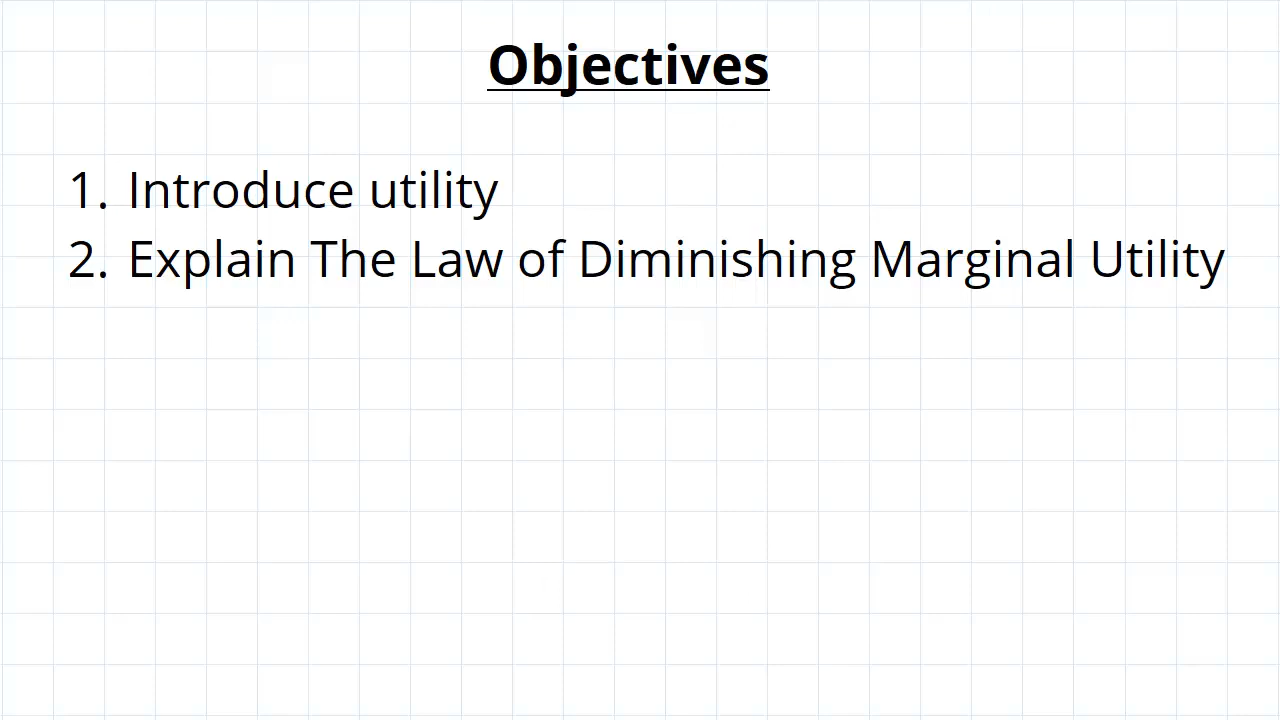 Objectives
1. Introduce utility
2. Explain The Law of Diminishing Marginal Utility